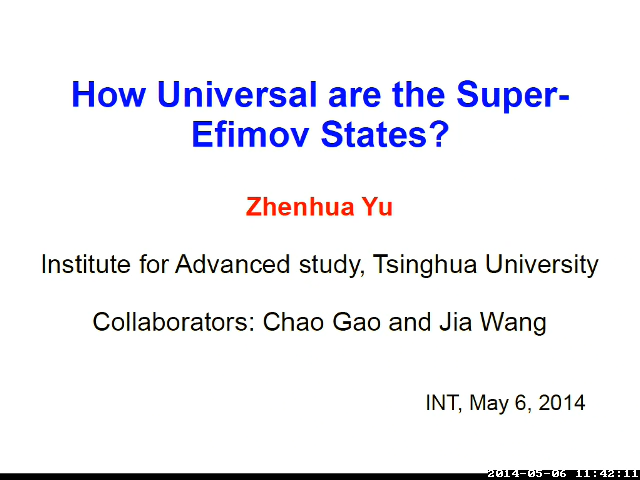 How Universal are the Super-
Efimov States?
Zhenhua Yu
Institute for Advanced study, Tsinghua University
Collaborators: Chao Gao and Jia Wang
INT, May 6, 2014
2014-05-06 11:42:11